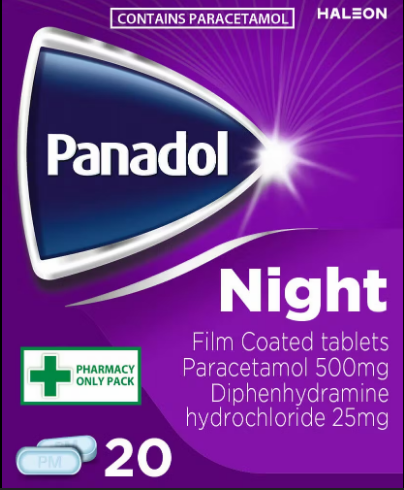 CONTAINS PARACETAMOL
HALEON
Panadol
Night
Film Coated tablets
Paracetamol 500mg
Diphenhydramine
hydrochloride 25mg
PHARMACY
ONLY PACK
PM
20